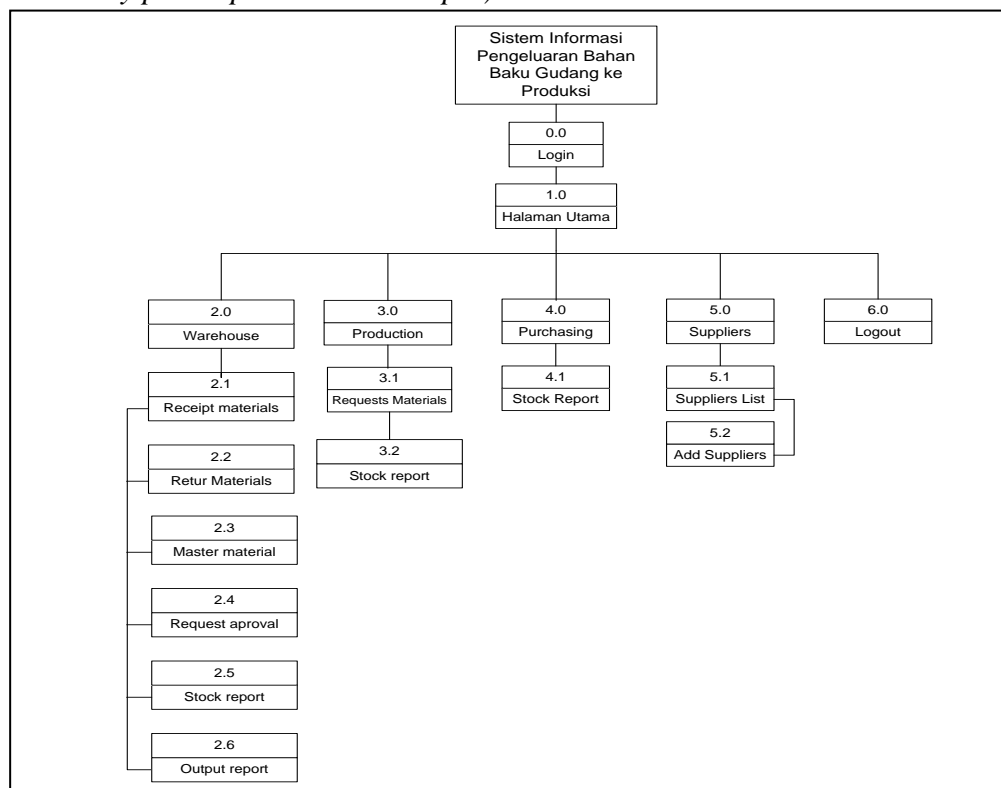 Sistem Informasi
Pengeluaran Bahan
Baku Gudang ke
Produksi
0.0
Login
1.0
Halaman Utama
2.0
Warehouse
3.0
Production
4.0
Purchasing
5.0
Suppliers
6.0
Logout
2.1
Receipt materials
2.2
Retur Materials
2.3
Master material
2.4
Request aproval
2.5
Stock report
2.6
Output report
3.1
Requests Materials
3.2
Stock report
4.1
Stock Report
5.1
Suppliers List
5.2
Add Suppliers